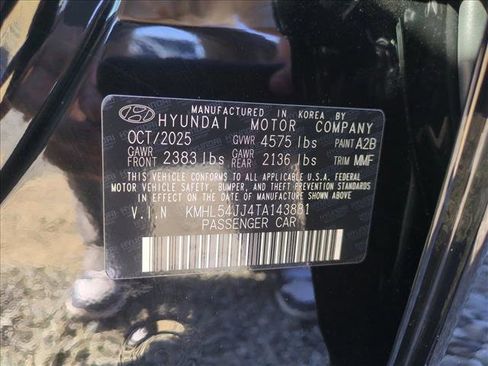 MANUFACTURED IN KOREA BY
HYUNDAI MOTOR COMPANY
OCT/2025 GVWR 4575 lbs PAINT A2B
GAWR FRONT 2383 lbs GAWR REAR 2136 lbs TRIM MMF
THIS VEHICLE CONFORMS TO ALL APPLICABLE U.S.A. FEDERAL
MOTOR VEHICLE SAFETY, BUMPER, AND THEFT PREVENTION
STANDARDS IN EFFECT ON THE DATE OF MANUFACTURE SHOWN ABOVE
V.I.N KMHL54JJ4TA143881
PASSENGER CAR